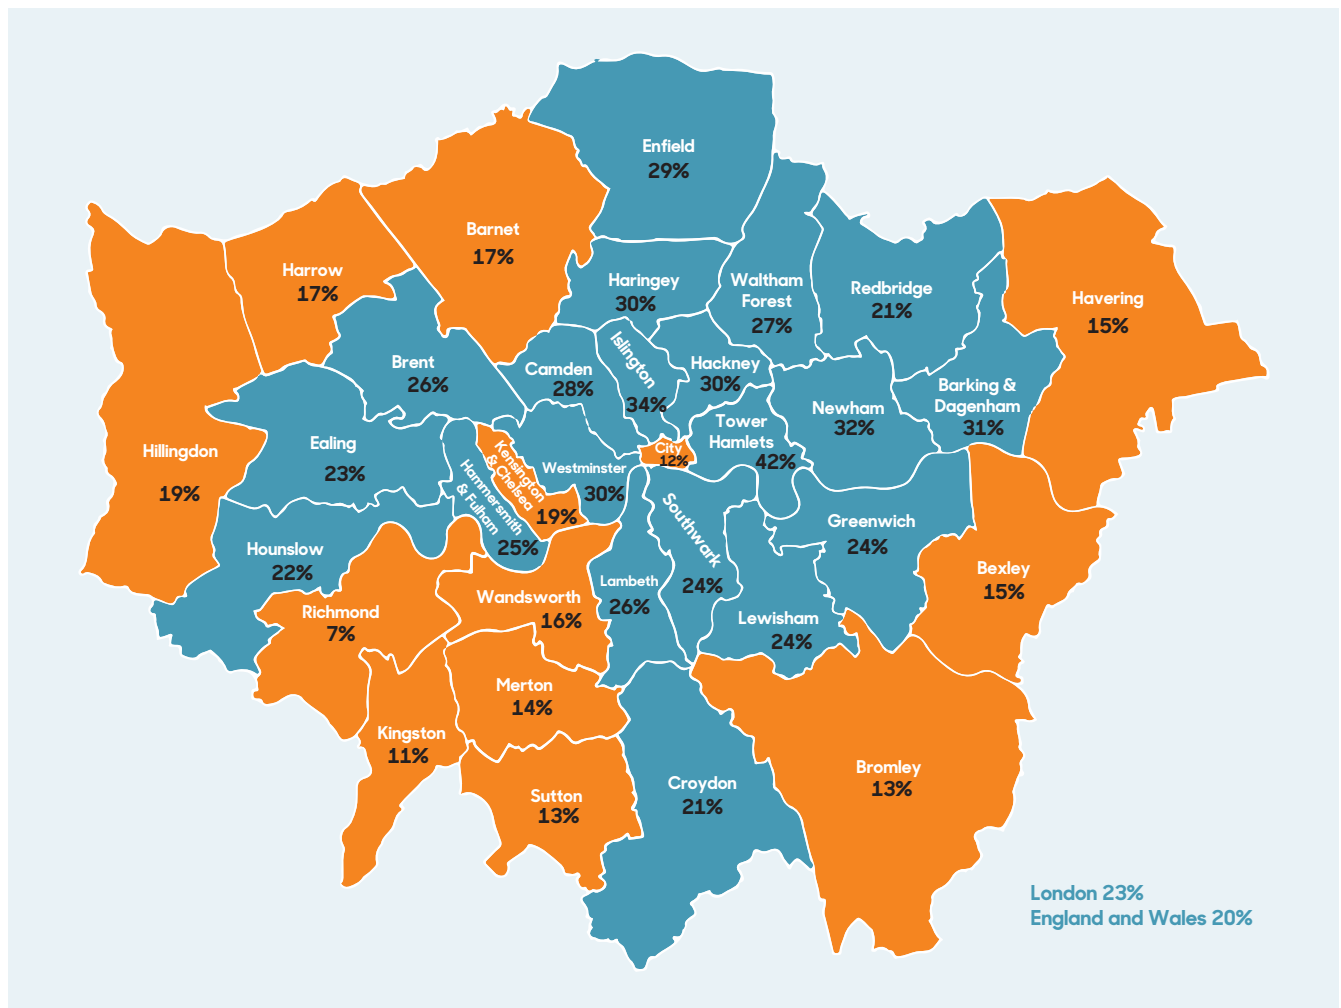 Enfield
29%
Barnet
17%
Harrow
17%
Haringey
30%
Waltham
Forest
27%
Redbridge
21%
Havering
15%
Brent
26%
Camden
28%
Islington
34%
Hackney
30%
Newham
32%
Barking &
Dagenham
31%
Hillingdon
19%
Ealing
23%
Tower
Hamlets
42%
City
12%
Westminster
30%
Kensington
& Chelsea
19%
Hammersmith
& Fulham
25%
Hounslow
22%
Southwark
24%
Greenwich
24%
Bexley
15%
Richmond
7%
Wandsworth
16%
Lambeth
26%
Lewisham
24%
Merton
14%
Kingston
11%
Sutton
13%
Croydon
21%
Bromley
13%
London 23%
England and Wales 20%